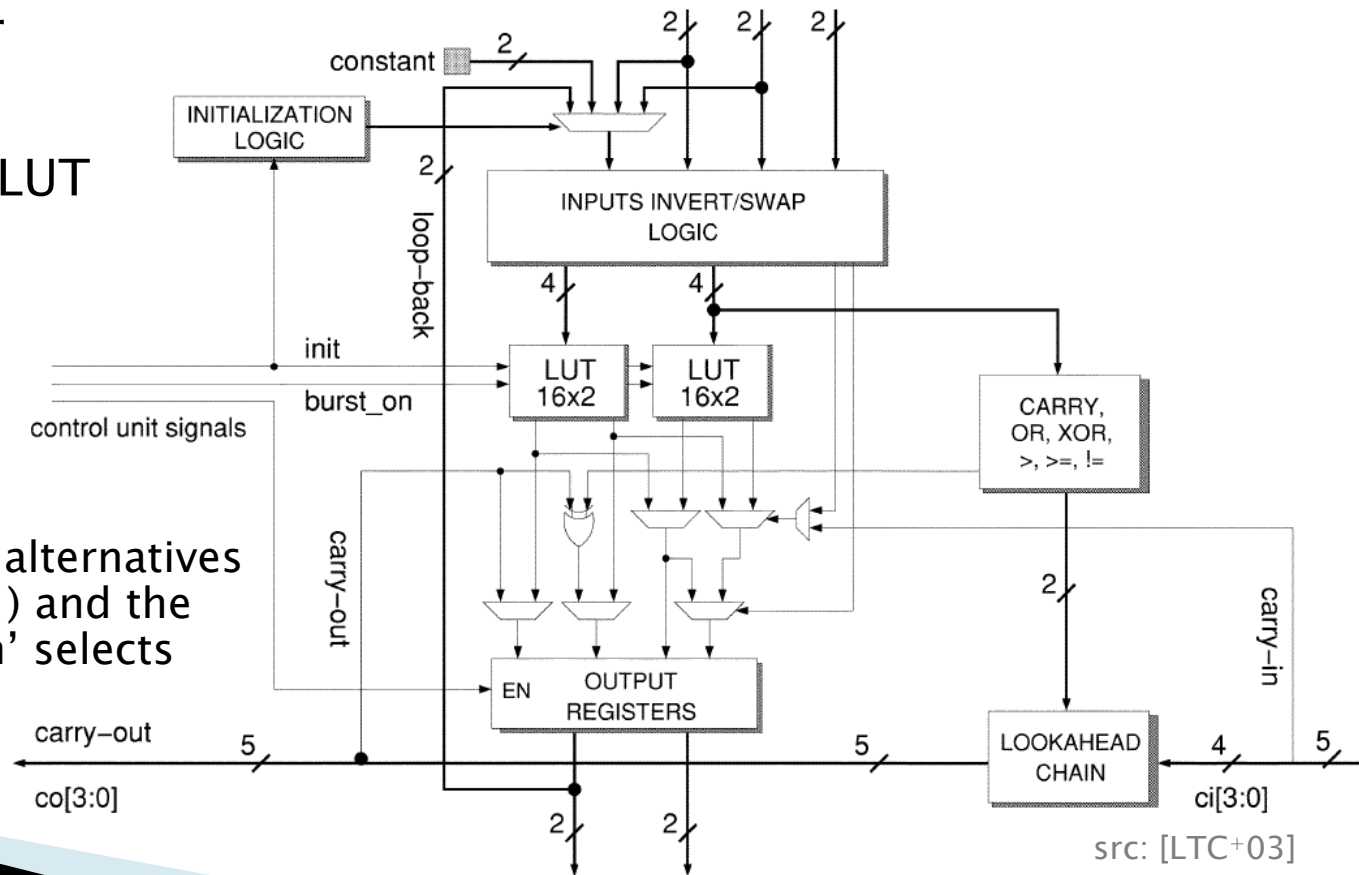 LUT
alternatives
) and the
' selects
2
2
2
constant
2
INITIALIZATION
LOGIC
2
loop-back
INPUTS INVERT/SWAP
LOGIC
4
4
init
burst_on
control unit signals
LUT
16x2
LUT
16x2
CARRY,
OR, XOR,
>, >=, !=
carry-out
2
carry-in
EN
OUTPUT
REGISTERS
carry-out
5
5
LOOKAHEAD
CHAIN
4
5
co[3:0]
ci[3:0]
2
2
src: [LTC+03]